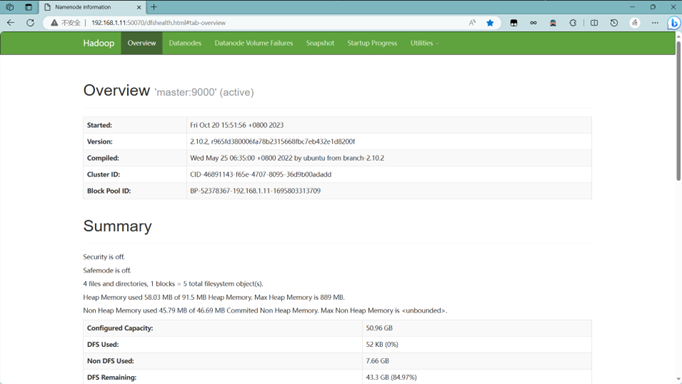 Namenode information
不安全 | 192.168.1.11:50070/dfshealth.html#tab-overview
Hadoop Overview Datanodes Datanode Volume Failures Snapshot Startup Progress Utilities
Overview 'master:9000' (active)
Started: Fri Oct 20 15:51:56 +0800 2023
Version: 2.10.2, r965fd380006fa78b2315668fbc7eb432e1d8200f
Compiled: Wed May 25 06:35:00 +0800 2022 by ubuntu from branch-2.10.2
Cluster ID: CID-46891143-f65e-4707-8095-36d9b00adadd
Block Pool ID: BP-52378367-192.168.1.11-1695803313709
Summary
Security is off.
Safemode is off.
4 files and directories, 1 blocks = 5 total filesystem object(s).
Heap Memory used 58.03 MB of 91.5 MB Heap Memory. Max Heap Memory is 889 MB.
Non Heap Memory used 45.79 MB of 46.69 MB Commited Non Heap Memory. Max Non Heap Memory is <unbounded>.
Configured Capacity: 50.96 GB
DFS Used: 52 KB (0%)
Non DFS Used: 7.66 GB
DFS Remaining: 43.3 GB (84.97%)